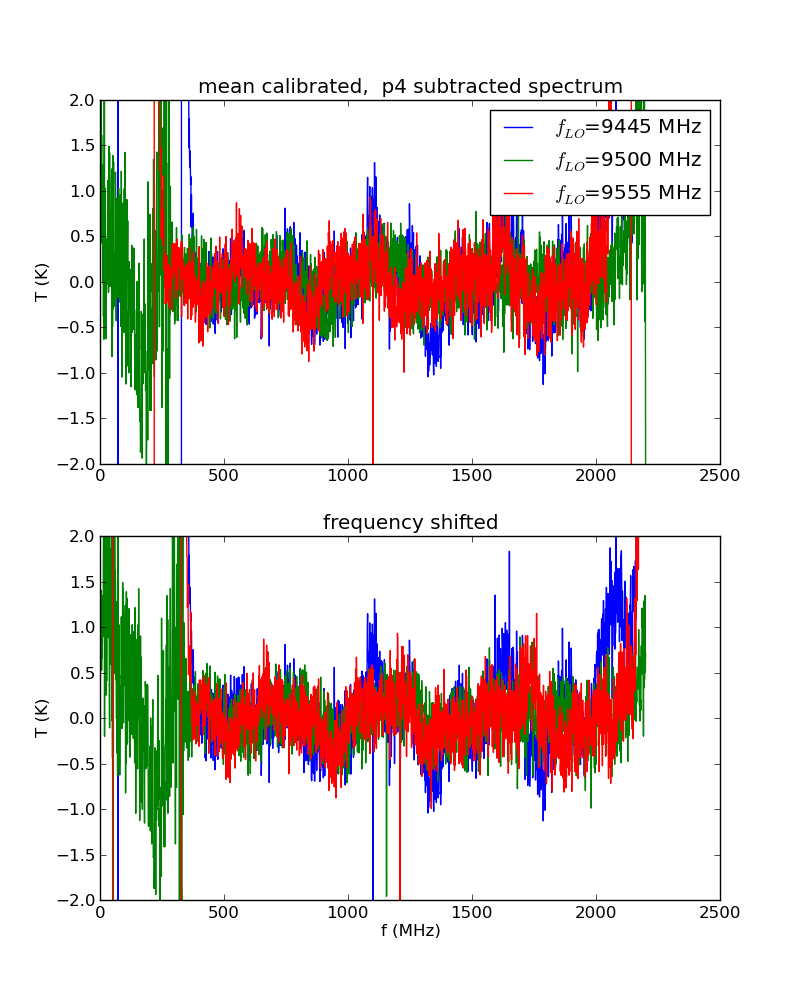 mean calibrated,  p4 subtracted spectrum
2.0
1.5
1.0
0.5
0.0
−0.5
−1.0
−1.5
−2.0
T (K)
f_LO=9445 MHz
f_LO=9500 MHz
f_LO=9555 MHz
0 500 1000 1500 2000 2500
frequency shifted
2.0
1.5
1.0
0.5
0.0
−0.5
−1.0
−1.5
−2.0
T (K)
0 500 1000 1500 2000 2500
f (MHz)